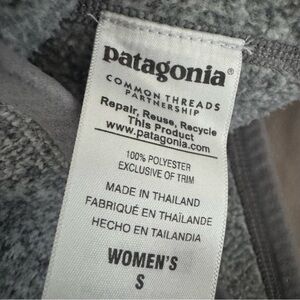 patagonia®
COMMON THREADS
PARTNERSHIP
Repair, Reuse, Recycle
This Product
www.patagonia.com
100% POLYESTER
EXCLUSIVE OF TRIM
MADE IN THAILAND
FABRIQUÉ EN THAÏLANDE
HECHO EN TAILANDIA
WOMEN'S
S